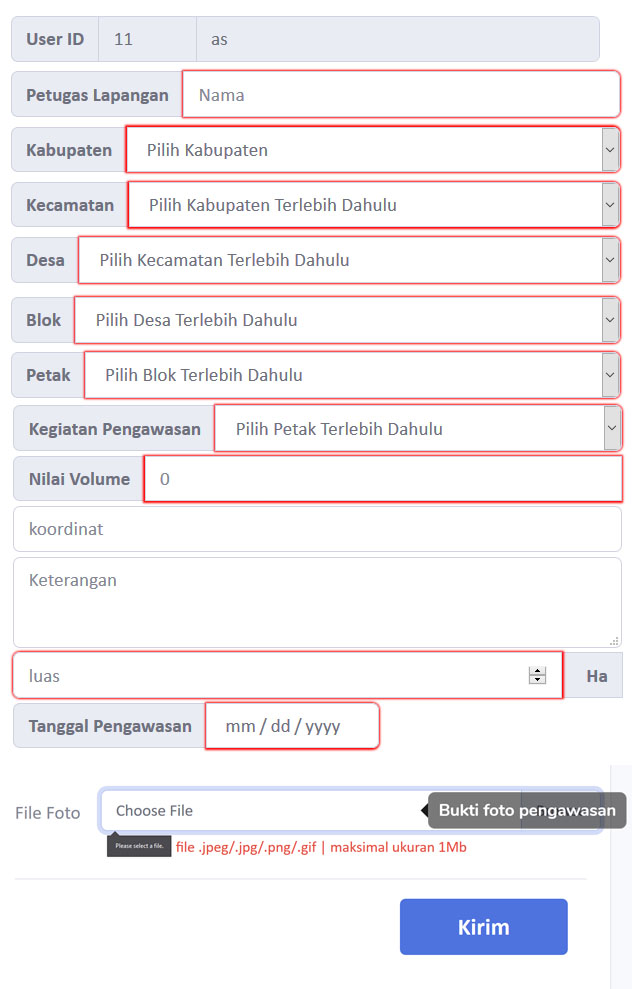 User ID 11 as
Petugas Lapangan Nama
Kabupaten Pilih Kabupaten
Kecamatan Pilih Kabupaten Terlebih Dahulu
Desa Pilih Kecamatan Terlebih Dahulu
Blok Pilih Desa Terlebih Dahulu
Petak Pilih Blok Terlebih Dahulu
Kegiatan Pengawasan Pilih Petak Terlebih Dahulu
Nilai Volume 0
koordinat
Keterangan
luas Ha
Tanggal Pengawasan mm / dd / yyyy
File Foto Choose File Bukti foto pengawasan
Please select a file. file .jpeg/.jpg/.png/.gif | maksimal ukuran 1Mb
Kirim